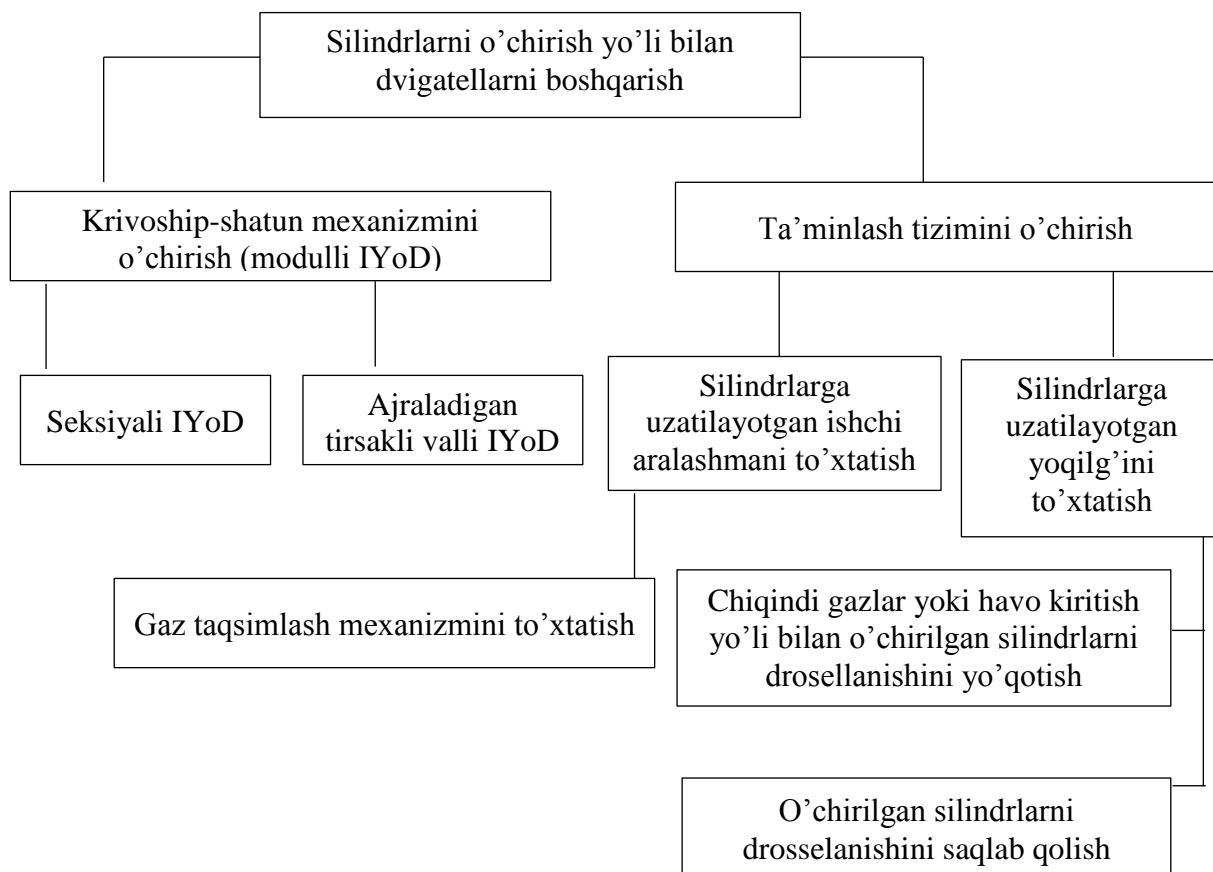 Silindrlarni o’chirish yo’li bilan
dvigatellarni boshqarish
Krivoship-shatun mexanizmini
o’chirish (modulli IYoD)
Ta’minlash tizimini o’chirish
Seksiyali IYoD
Ajraladigan
tirsakli valli IYoD
Silindrlarga
uzatilayotgan ishchi
aralashmani to’xtatish
Silindrlarga
uzatilayotgan
yoqilg’ini
to’xtatish
Gaz taqsimlash mexanizmini to’xtatish
Chiqindi gazlar yoki havo kiritish
yo’li bilan o’chirilgan silindrlarni
drosellanishini yo’qotish
O’chirilgan silindrlarni
drosselanishini saqlab qolish